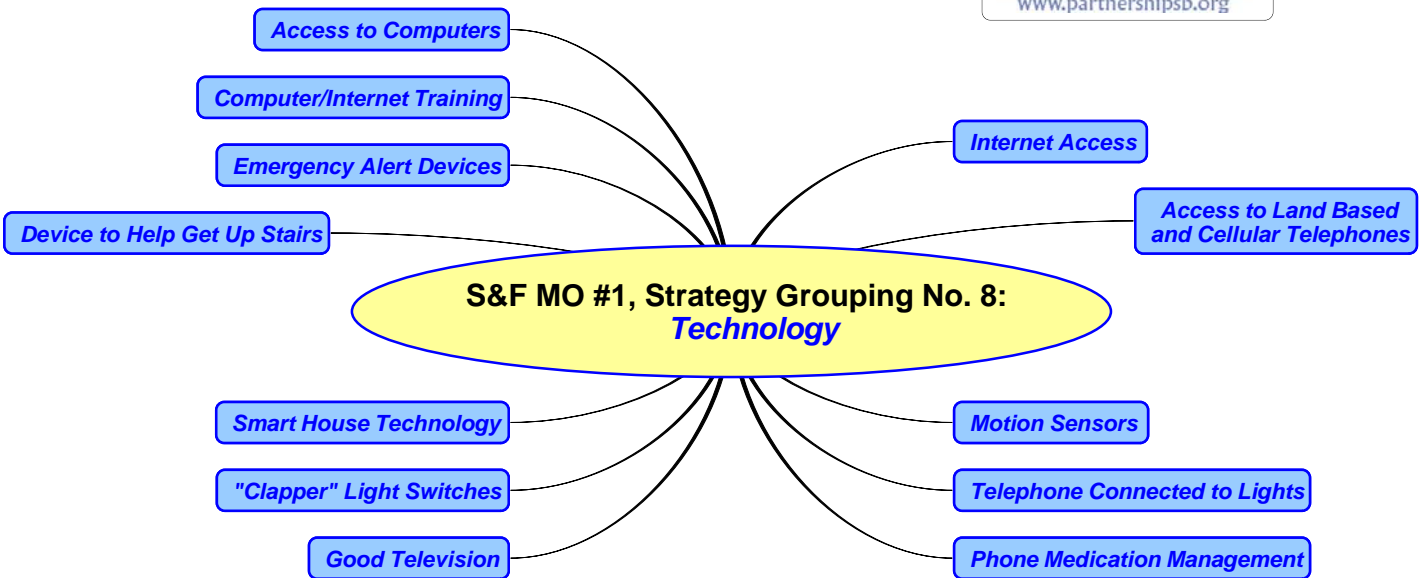 www.partnershipsb.org
Access to Computers
Computer/Internet Training
Emergency Alert Devices
Device to Help Get Up Stairs
Internet Access
Access to Land Based
and Cellular Telephones
S&F MO #1, Strategy Grouping No. 8:
Technology
Smart House Technology
"Clapper" Light Switches
Good Television
Motion Sensors
Telephone Connected to Lights
Phone Medication Management